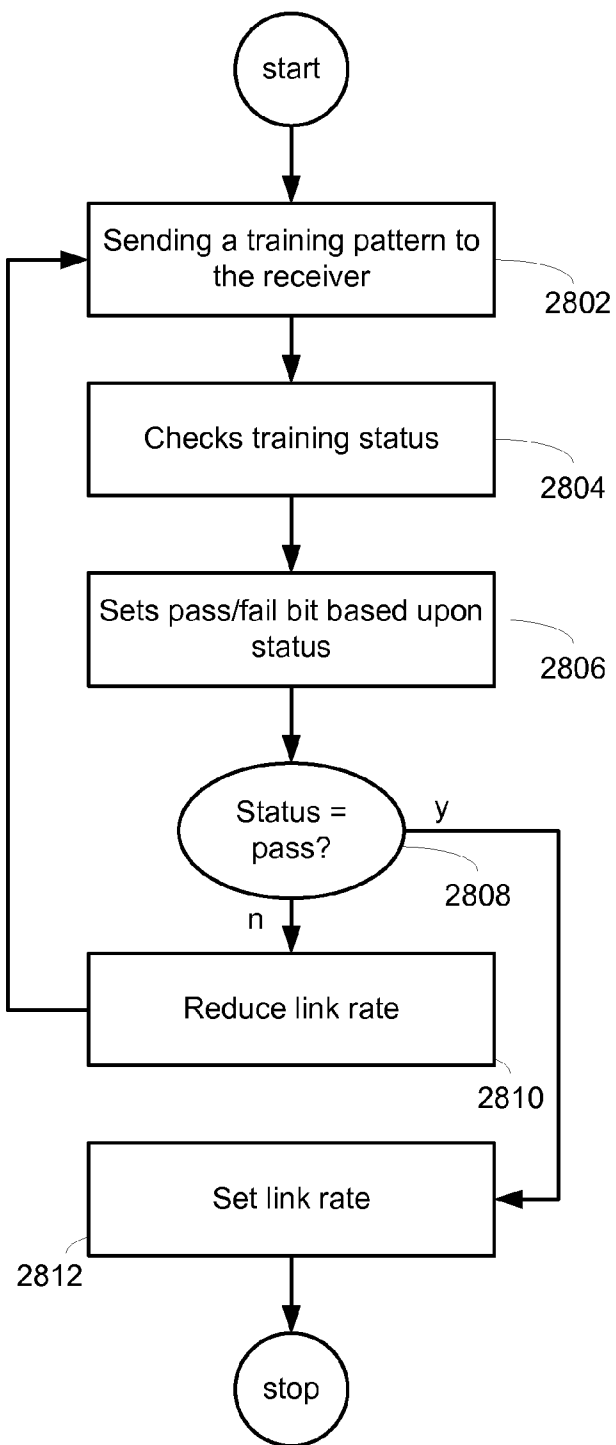 start
Sending a training pattern to
the receiver
2802
Checks training status
2804
Sets pass/fail bit based upon
status
2806
Status =
pass?
y
2808
n
Reduce link rate
2810
Set link rate
2812
stop